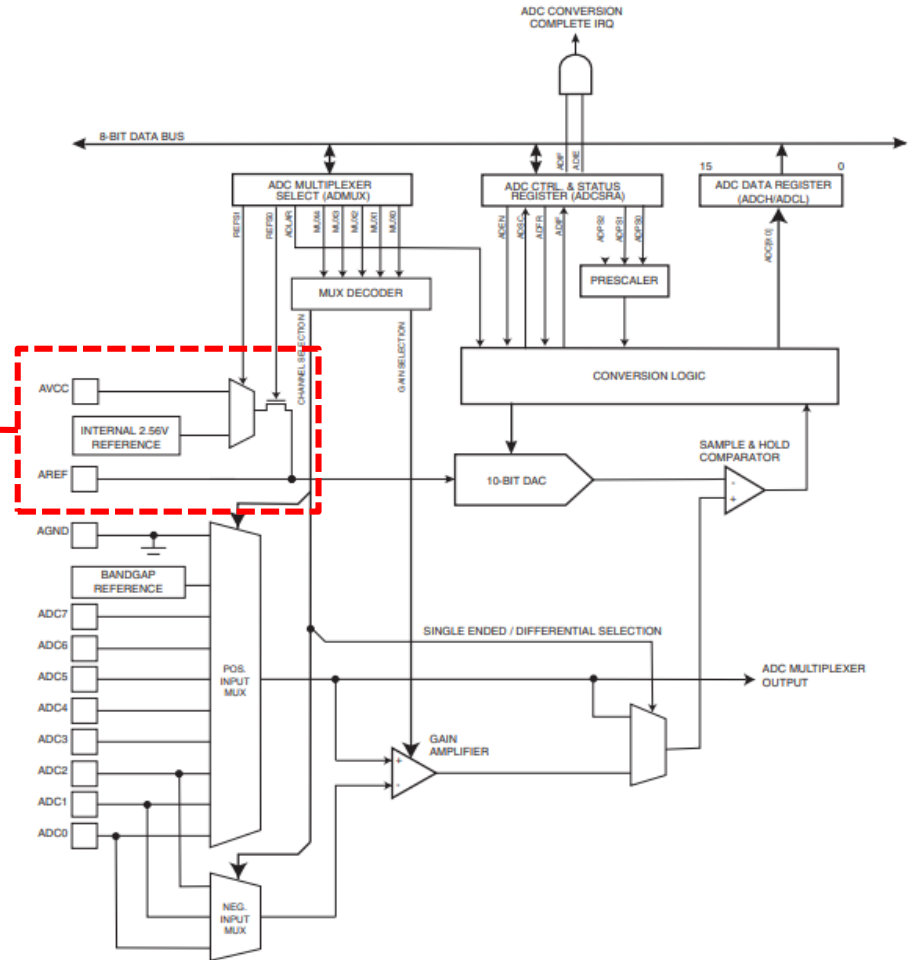 ADC CONVERSION
COMPLETE IRQ
8-BIT DATA BUS
ADIF
ADIE
15
0
ADC MULTIPLEXER
SELECT (ADMUX)
ADC CTRL. & STATUS
REGISTER (ADCSRA)
ADC DATA REGISTER
(ADCH/ADCL)
REFS1
REFS0
ADLAR
MUX4
MUX3
MUX2
MUX1
MUX0
ADEN
ADSC
ADFR
ADIF
ADPS2
ADPS1
ADPS0
ADC[9:0]
PRESCALER
MUX DECODER
CHANNEL SELECTION
GAIN SELECTION
CONVERSION LOGIC
AVCC
INTERNAL 2.56V
REFERENCE
AREF
SAMPLE & HOLD
COMPARATOR
10-BIT DAC
-
+
AGND
BANDGAP
REFERENCE
ADC7
SINGLE ENDED / DIFFERENTIAL SELECTION
ADC6
ADC5
POS.
INPUT
MUX
ADC MULTIPLEXER
OUTPUT
ADC4
ADC3
GAIN
AMPLIFIER
+
-
ADC2
ADC1
ADC0
NEG.
INPUT
MUX